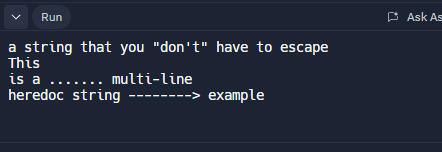 Run
Ask As
a string that you "don't" have to escape
This
is a ....... multi-line
heredoc string --------> example